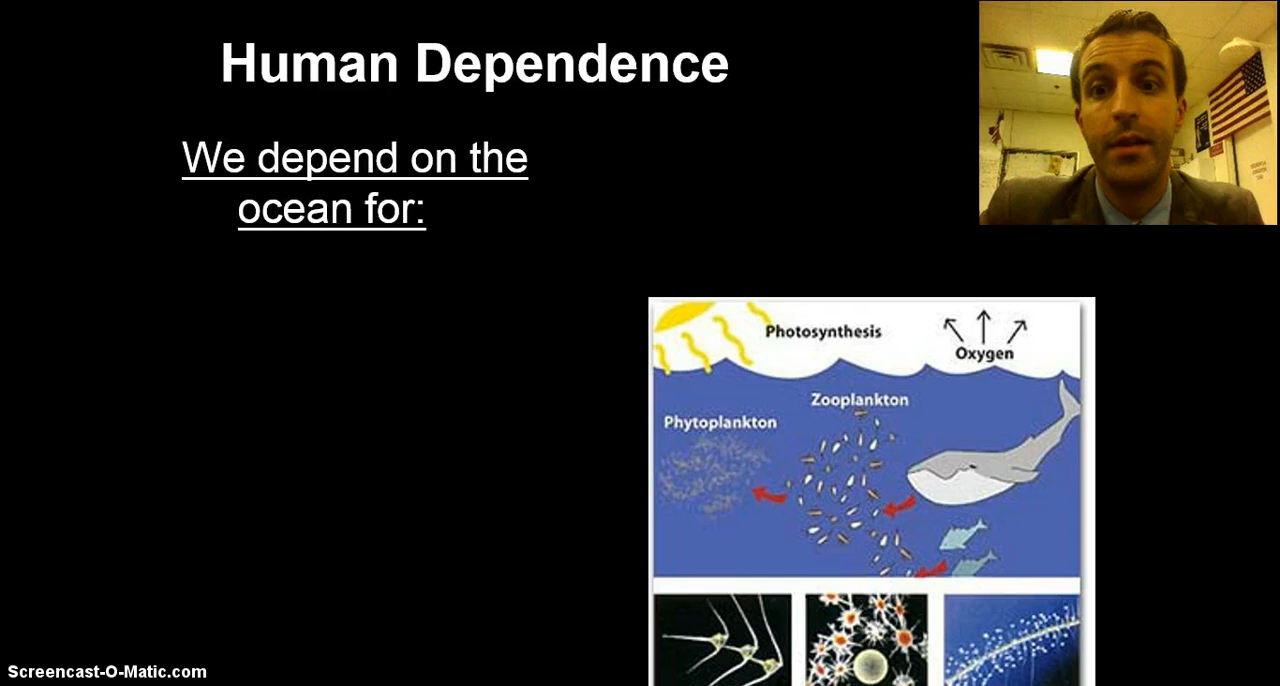 Human Dependence
We depend on the
ocean for:
Photosynthesis
Oxygen
Zooplankton
Phytoplankton
Screencast-O-Matic.com